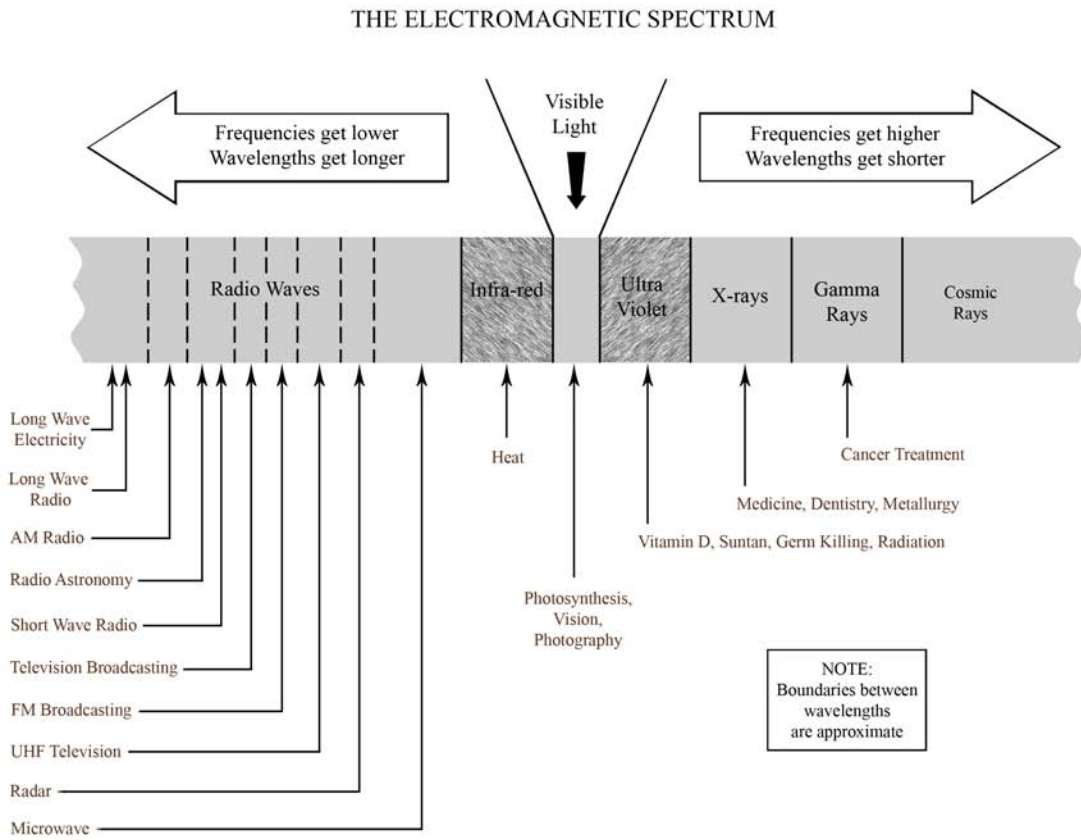 THE ELECTROMAGNETIC SPECTRUM
Frequencies get lower
Wavelengths get longer
Visible
Light
Frequencies get higher
Wavelengths get shorter
Radio Waves
Infra-red
Ultra
Violet
X-rays
Gamma
Rays
Cosmic
Rays
Long Wave
Electricity
Long Wave
Radio
AM Radio
Radio Astronomy
Short Wave Radio
Television Broadcasting
FM Broadcasting
UHF Television
Radar
Microwave
Heat
Photosynthesis,
Vision,
Photography
Vitamin D, Suntan, Germ Killing, Radiation
Medicine, Dentistry, Metallurgy
Cancer Treatment
NOTE:
Boundaries between
wavelengths
are approximate